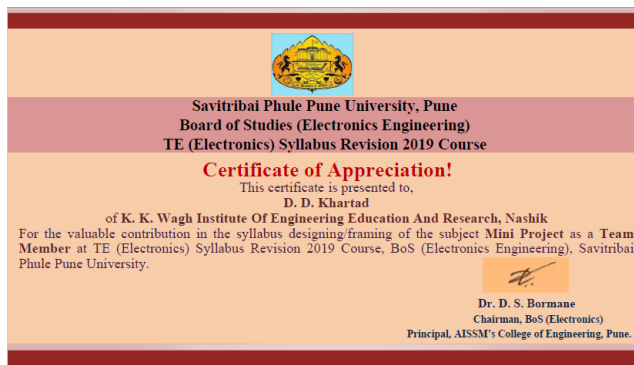 Savitribai Phule Pune University, Pune
Board of Studies (Electronics Engineering)
TE (Electronics) Syllabus Revision 2019 Course
Certificate of Appreciation!
This certificate is presented to,
D. D. Khartad
of K. K. Wagh Institute Of Engineering Education And Research, Nashik
For the valuable contribution in the syllabus designing/framing of the subject Mini Project as a Team
Member at TE (Electronics) Syllabus Revision 2019 Course, BoS (Electronics Engineering), Savitribai
Phule Pune University.
Dr. D. S. Bormane
Chairman, BoS (Electronics)
Principal, AISSM's College of Engineering, Pune.